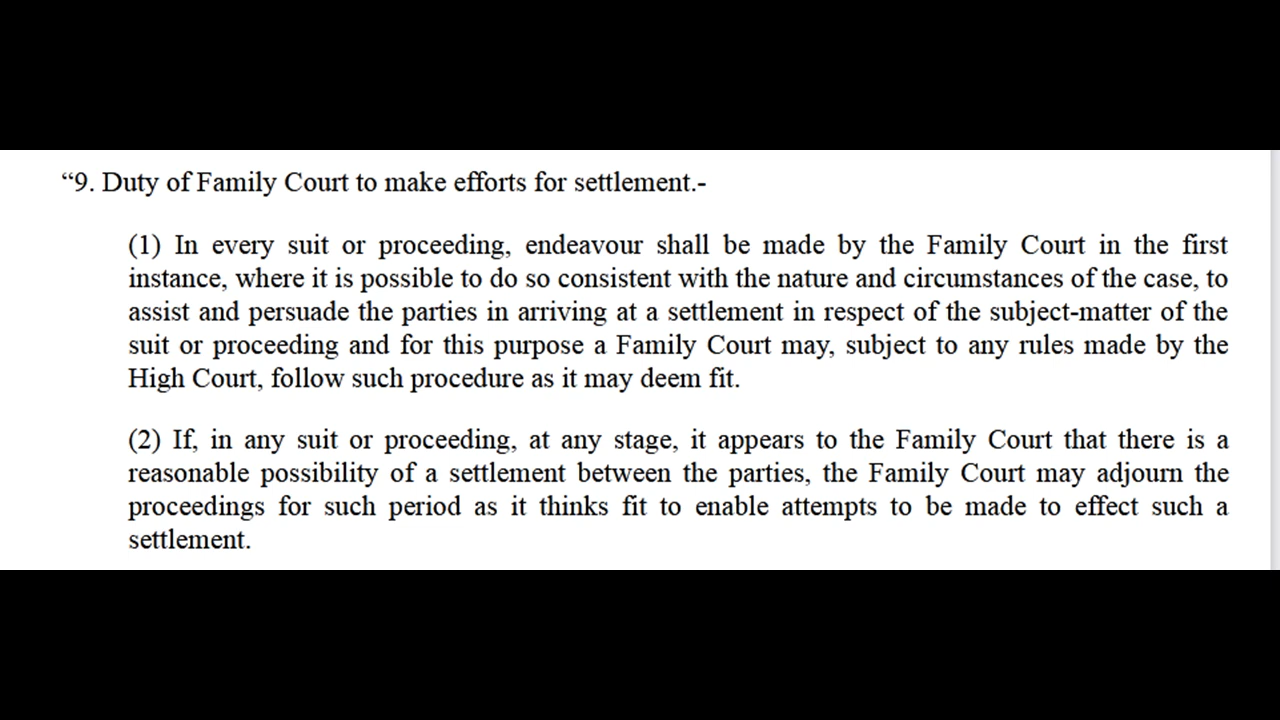 “9. Duty of Family Court to make efforts for settlement.-
(1) In every suit or proceeding, endeavour shall be made by the Family Court in the first
instance, where it is possible to do so consistent with the nature and circumstances of the case, to
assist and persuade the parties in arriving at a settlement in respect of the subject-matter of the
suit or proceeding and for this purpose a Family Court may, subject to any rules made by the
High Court, follow such procedure as it may deem fit.
(2) If, in any suit or proceeding, at any stage, it appears to the Family Court that there is a
reasonable possibility of a settlement between the parties, the Family Court may adjourn the
proceedings for such period as it thinks fit to enable attempts to be made to effect such a
settlement.